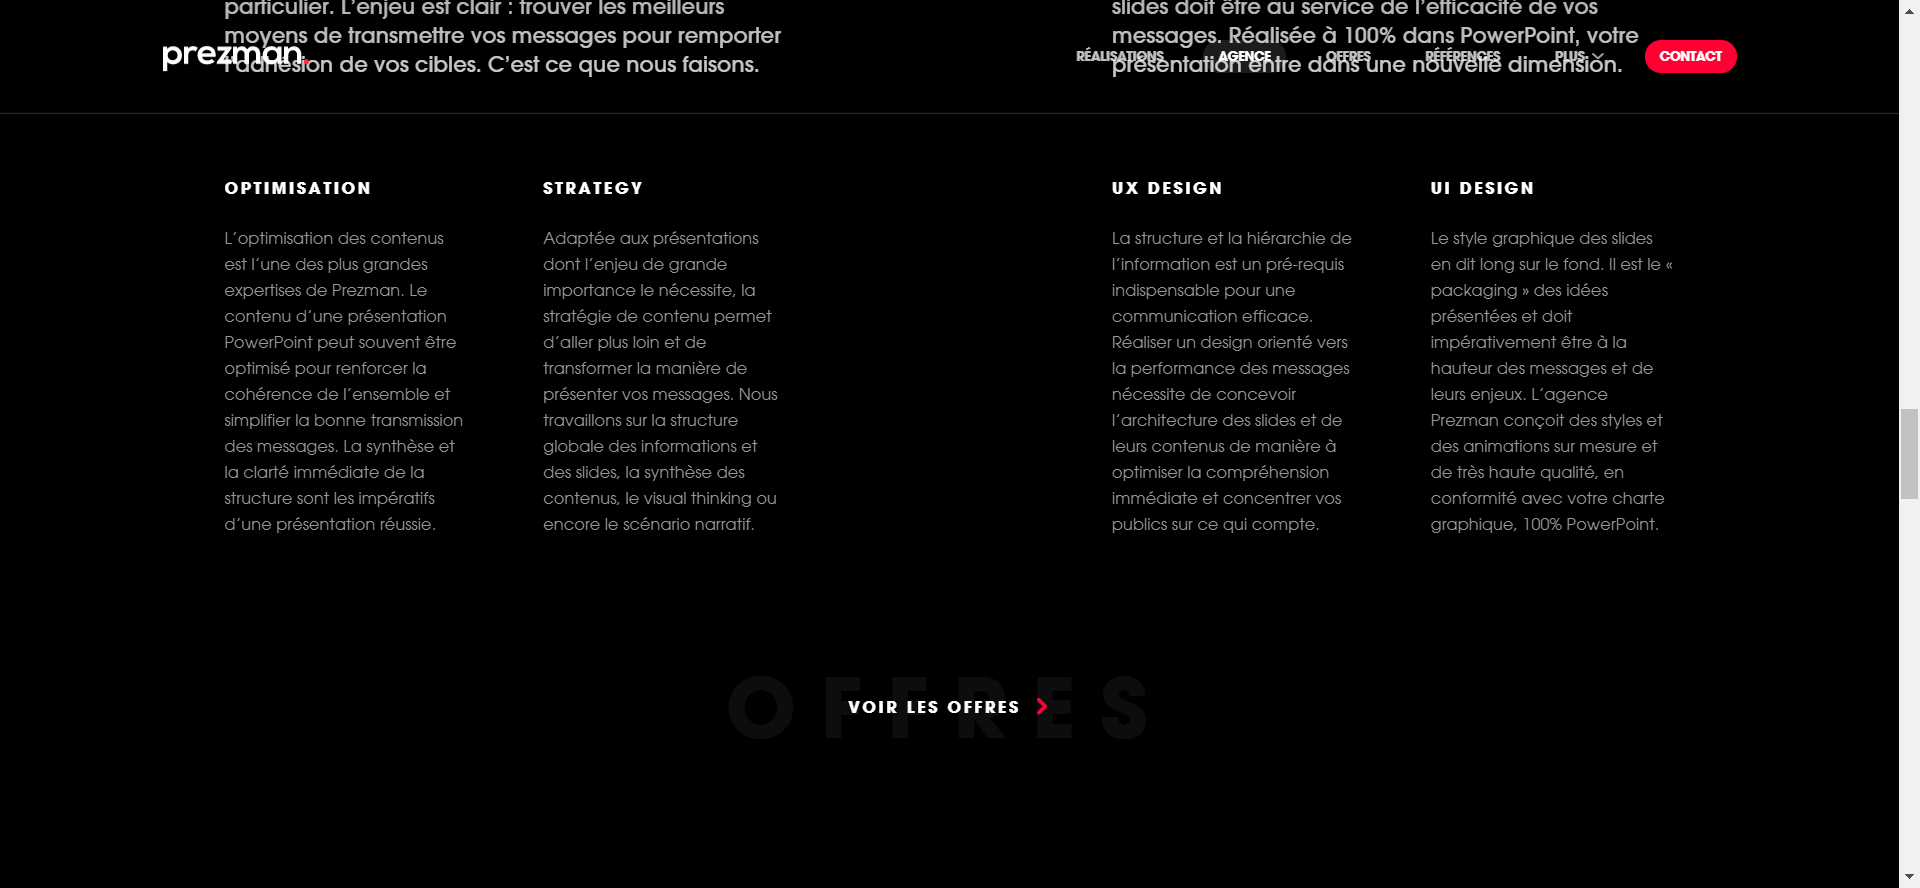 particulier. L’enjeu est clair : trouver les meilleurs
moyens de transmettre vos messages pour remporter
l’adhésion de vos cibles. C’est ce que nous faisons.
slides doit être au service de l’efficacité de vos
messages. Réalisée à 100% dans PowerPoint, votre
présentation entre dans une nouvelle dimension.
prezman.
RÉALISATIONS
AGENCE
OFFRES
RÉFÉRENCES
PLUS
CONTACT
OPTIMISATION
L’optimisation des contenus
est l’une des plus grandes
expertises de Prezman. Le
contenu d’une présentation
PowerPoint peut souvent être
optimisé pour renforcer la
cohérence de l’ensemble et
simplifier la bonne transmission
des messages. La synthèse et
la clarté immédiate de la
structure sont les impératifs
d’une présentation réussie.
STRATEGY
Adaptée aux présentations
dont l’enjeu de grande
importance le nécessite, la
stratégie de contenu permet
d’aller plus loin et de
transformer la manière de
présenter vos messages. Nous
travaillons sur la structure
globale des informations et
des slides, la synthèse des
contenus, le visual thinking ou
encore le scénario narratif.
UX DESIGN
La structure et la hiérarchie de
l’information est un pré-requis
indispensable pour une
communication efficace.
Réaliser un design orienté vers
la performance des messages
nécessite de concevoir
l’architecture des slides et de
leurs contenus de manière à
optimiser la compréhension
immédiate et concentrer vos
publics sur ce qui compte.
UI DESIGN
Le style graphique des slides
en dit long sur le fond. Il est le «
packaging » des idées
présentées et doit
impérativement être à la
hauteur des messages et de
leurs enjeux. L’agence
Prezman conçoit des styles et
des animations sur mesure et
de très haute qualité, en
conformité avec votre charte
graphique, 100% PowerPoint.
OFFRES
VOIR LES OFFRES